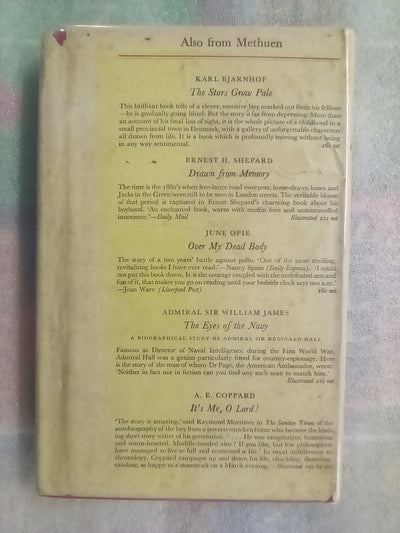 Also from Methuen
KARL BJARNHOF
The Stars Grow Pale
This brilliant book tells of a clever, sensitive boy marked out from his fellows
—he is gradually going blind. But the story is far from depressing. More than
an account of his final loss of sight, it is the whole picture of a childhood in a
small provincial town in Denmark, with a gallery of unforgettable characters
all drawn from life. It is a book which is profoundly moving without being
in any way sentimental. 18s net
ERNEST H. SHEPARD
Drawn from Memory
The time is the 1880's when free-lance road sweepers, horse-drawn buses and
Jacks in the Green were still to be seen in London streets. The veritable bloom
of that period is captured in Ernest Shepard's charming book about his
boyhood. 'An enchanted book, warm with muffin fires and untrammelled
innocence.'—Daily Mail Illustrated 21s net
JUNE OPIE
Over My Dead Body
The story of a two years' battle against polio. 'One of the most thrilling,
revitalising books I have ever read.'—Nancy Spain (Daily Express). 'I could
not put this book down. It is the courage coupled with the undefeated zest and
fun of it, that makes you go on reading until your bedside clock says two a.m.'
—Jean Ware (Liverpool Post) 16s net
ADMIRAL SIR WILLIAM JAMES
The Eyes of the Navy
A BIOGRAPHICAL STUDY OF ADMIRAL SIR REGINALD HALL
Famous as Director of Naval Intelligence during the First World War,
Admiral Hall was a genius particularly fitted for counter-espionage. Here
is the story of the man of whom Dr Page, the American Ambassador, wrote:
'Neither in fact nor in fiction can you find any such man to match him.'
Illustrated 21s net
A. E. COPPARD
It's Me, O Lord!
'The story is amazing,' said Raymond Mortimer in The Sunday Times of the
autobiography of the boy from a poverty-stricken home who became the lead-
ing short story writer of his generation. '. . . He was imaginative, humorous
and warm-hearted. Muddle-headed also? If you like, but few philosophers
have managed to live so full and contented a life.' In royal indifference to
chronology, Coppard rampages up and down his life, chuckling, dancing,
cajoling, as happy as a stormcock on a March evening. Illustrated net